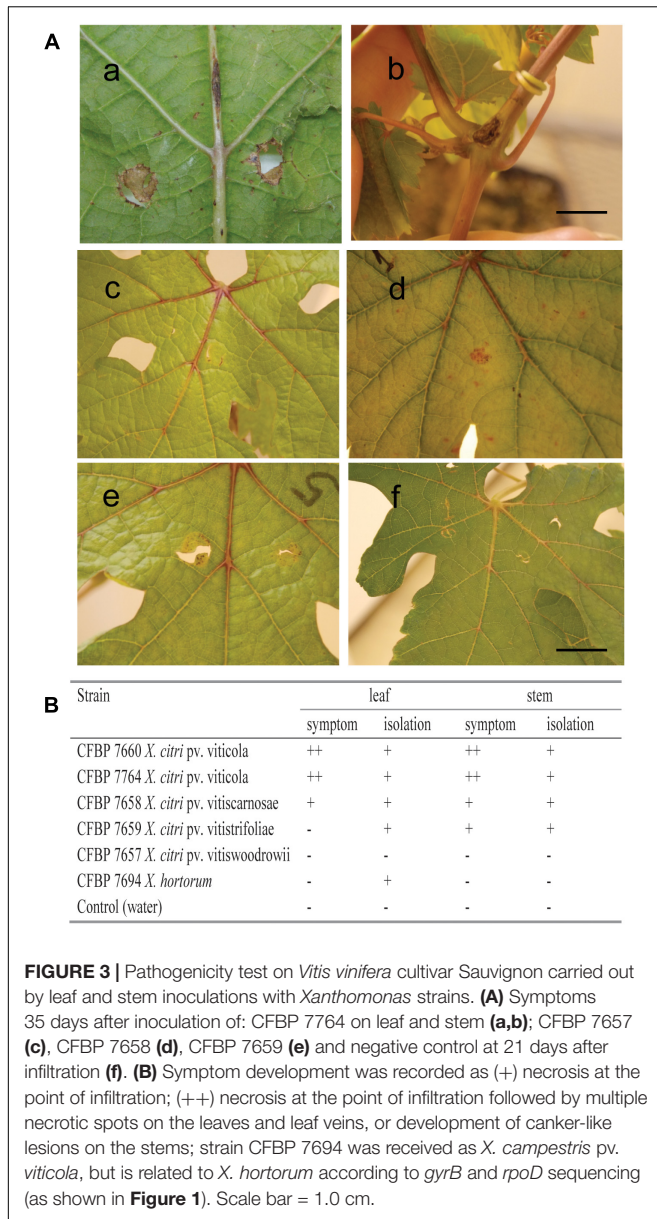 A
a
b
c
d
e
f
B
Strain leaf stem
symptom isolation symptom isolation
CFBP 7660 X. citri pv. viticola ++ + ++ +
CFBP 7764 X. citri pv. viticola ++ + ++ +
CFBP 7658 X. citri pv. vitiscarnosae + + + +
CFBP 7659 X. citri pv. vitistrifoliae - + + +
CFBP 7657 X. citri pv. vitiswoodrowii - - - -
CFBP 7694 X. hortorum - + - -
Control (water) - - - -
FIGURE 3 | Pathogenicity test on Vitis vinifera cultivar Sauvignon carried out
by leaf and stem inoculations with Xanthomonas strains. (A) Symptoms
35 days after inoculation of: CFBP 7764 on leaf and stem (a,b); CFBP 7657
(c), CFBP 7658 (d), CFBP 7659 (e) and negative control at 21 days after
infiltration (f). (B) Symptom development was recorded as (+) necrosis at the
point of infiltration; (++) necrosis at the point of infiltration followed by multiple
necrotic spots on the leaves and leaf veins, or development of canker-like
lesions on the stems; strain CFBP 7694 was received as X. campestris pv.
viticola, but is related to X. hortorum according to gyrB and rpoD sequencing
(as shown in Figure 1). Scale bar = 1.0 cm.